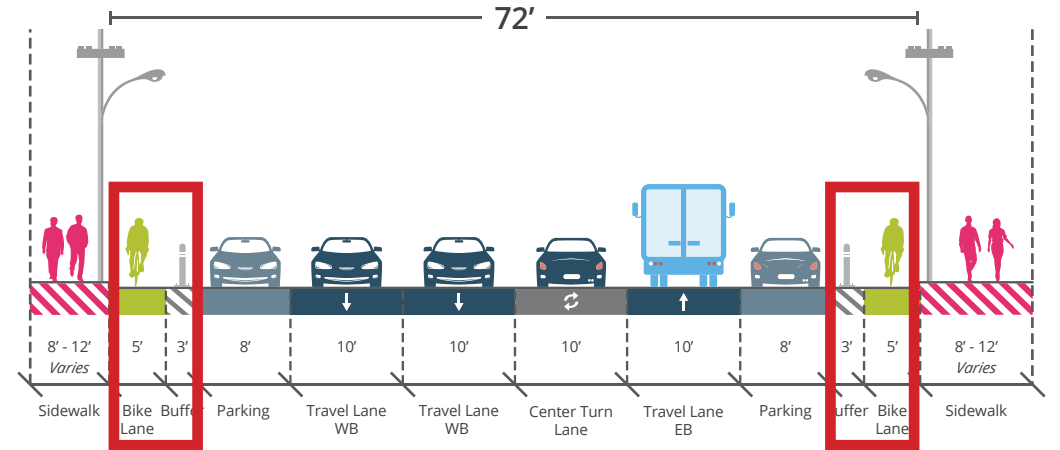 72’
8’ - 12’
Varies
5’
3’
8’
10’
10’
10’
10’
8’
3’
5’
8’ - 12’
Varies
Sidewalk
Bike
Lane
Buffer
Parking
Travel Lane
WB
Travel Lane
WB
Center Turn
Lane
Travel Lane
EB
Parking
uffer
Bike
Lane
Sidewalk